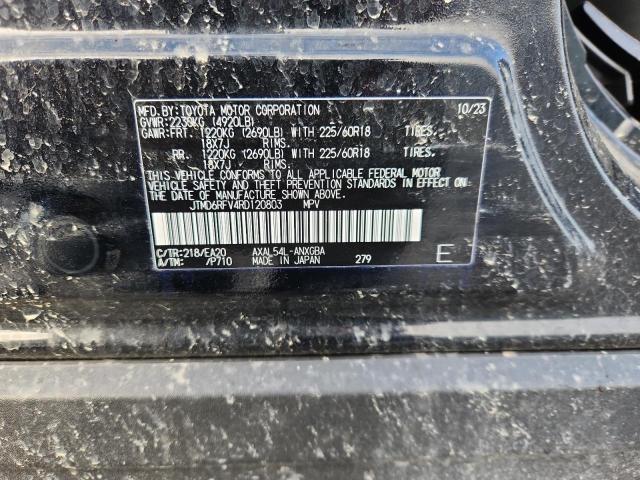 MFD.BY:TOYOTA MOTOR CORPORATION 10/23
GVWR:2239KG (4920LB)
GAWR:FRT. 1220KG (2690LB) WITH 225/60R18 TIRES.
18X7J RIMS.
RR. 1220KG (2690LB) WITH 225/60R18 TIRES.
18X7J RIMS.
THIS VEHICLE CONFORMS TO ALL APPLICABLE FEDERAL MOTOR
VEHICLE SAFETY AND THEFT PREVENTION STANDARDS IN EFFECT ON
THE DATE OF MANUFACTURE SHOWN ABOVE.
JTMD6RFV4RD120803 MPV
C/TR:218/EA20 AXAL54L-ANXGBA
A/TM: /P710 MADE IN JAPAN 279 E